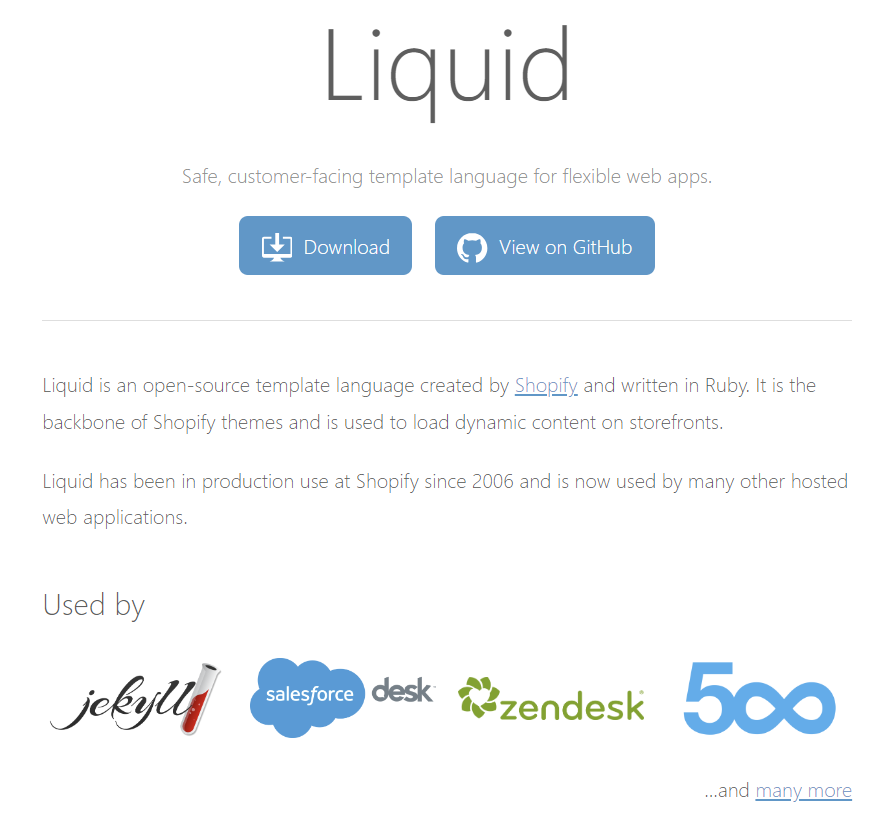 Liquid
Safe, customer-facing template language for flexible web apps.
Download
View on GitHub
Liquid is an open-source template language created by Shopify and written in Ruby. It is the
backbone of Shopify themes and is used to load dynamic content on storefronts.
Liquid has been in production use at Shopify since 2006 and is now used by many other hosted
web applications.
Used by
jekyll
salesforce desk
zendesk
500
...and many more